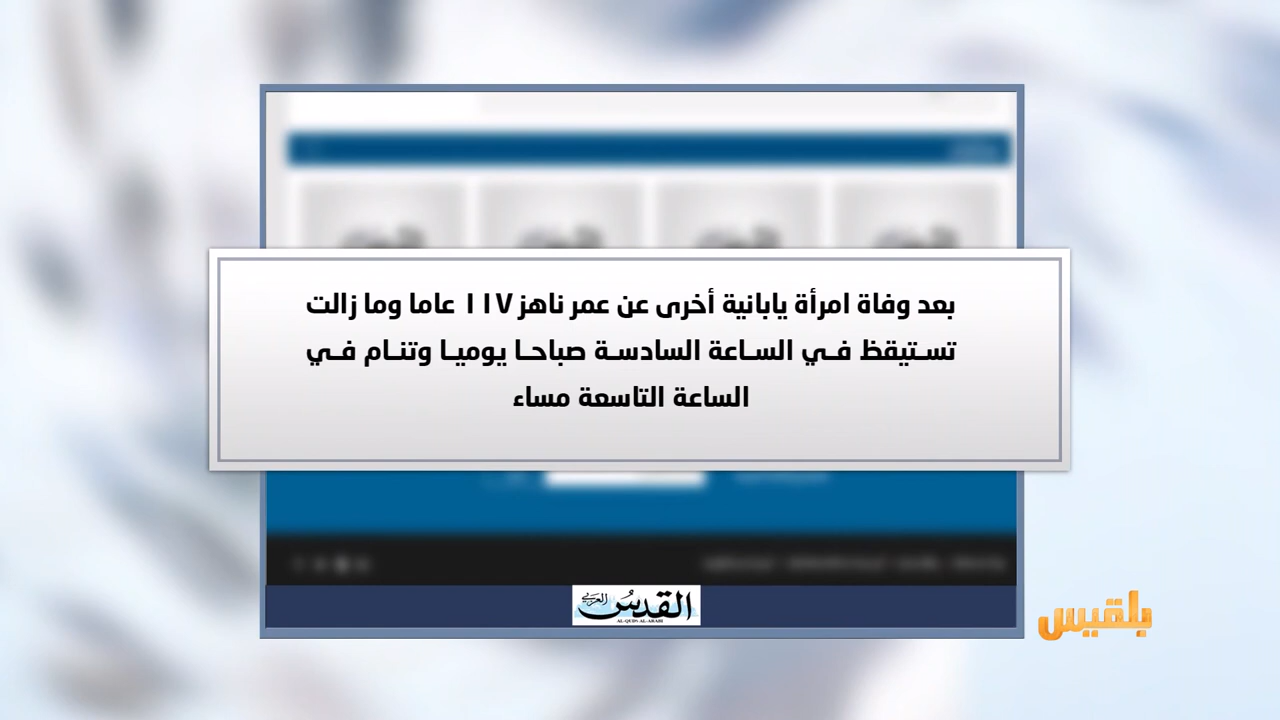 بعد وفاة امرأة يابانية أخرى عن عمر ناهز ١١٧ عاما وما زالت
تستيقظ في الساعة السادسة صباحا يوميا وتنام في
الساعة التاسعة مساء
القدس العربي
AL-QUDS AL-ARABI
بلقيس